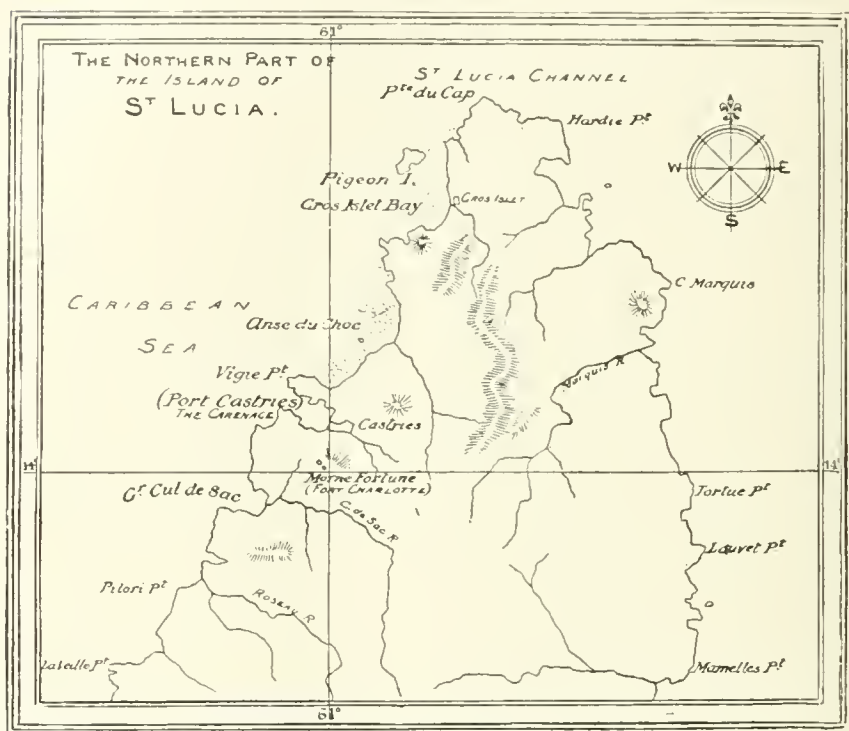 61°
THE NORTHERN PART OF
THE ISLAND OF
ST LUCIA.
ST LUCIA CHANNEL
Pte du Cap
Hardie Pt
Pigeon I.
Gros Islet Bay
GROS ISLET
W
E
S
C. Marquis
CARIBBEAN
SEA
Anse du Choc
Vigie Pt
(Port Castries)
THE CARENAGE
Castries
Marquis R
14°
14°
Morne Fortune
(FORT CHARLOTTE)
Gt Cul de Sac
C. de Sac R
Tortue Pt
Louvet Pt
Pilori Pt
ROSEAU R
Mamelles Pt
61°